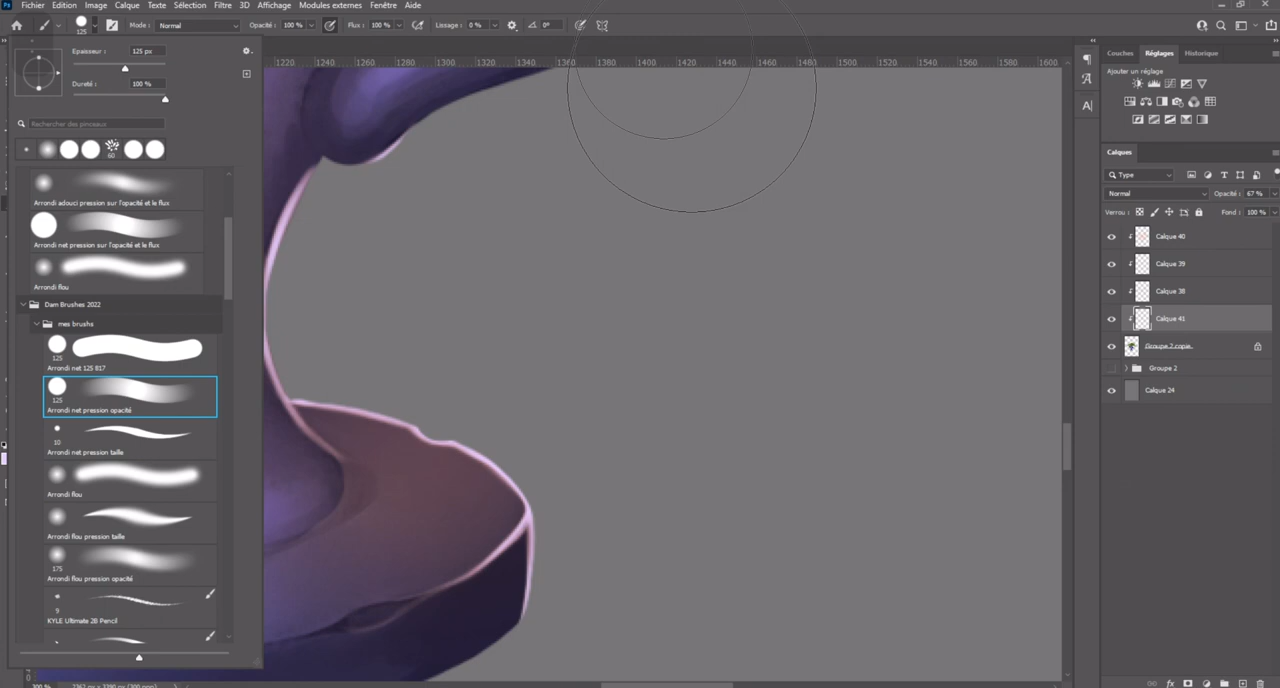 Ps Fichier Edition Image Calque Texte Sélection Filtre 3D Affichage Modules externes Fenêtre Aide
125 Mode : Normal Opacité : 100 % Flux : 100 % Lissage : 0 % 0°
Epaisseur : 125 px
Dureté : 100 %
Rechercher des pinceaux
60
Arrondi adouci pression sur l'opacité et le flux
Arrondi net pression sur l'opacité et le flux
Arrondi flou
Dam Brushes 2022
mes brushs
125
Arrondi net 125 B17
125
Arrondi net pression opacité
10
Arrondi net pression taille
Arrondi flou
Arrondi flou pression taille
175
Arrondi flou pression opacité
9
KYLE Ultimate 2B Pencil
1220 1240 1260 1280 1300 1320 1340 1360 1380 1400 1420 1440 1460 1480 1500 1520 1540 1560 1580 1600
Couches Réglages Historique
Ajouter un réglage
Calques
Type
Normal Opacité : 67 %
Verrou : Fond : 100 %
Calque 40
Calque 39
Calque 38
Calque 41
Groupe 2 copie
Groupe 2
Calque 24
fx